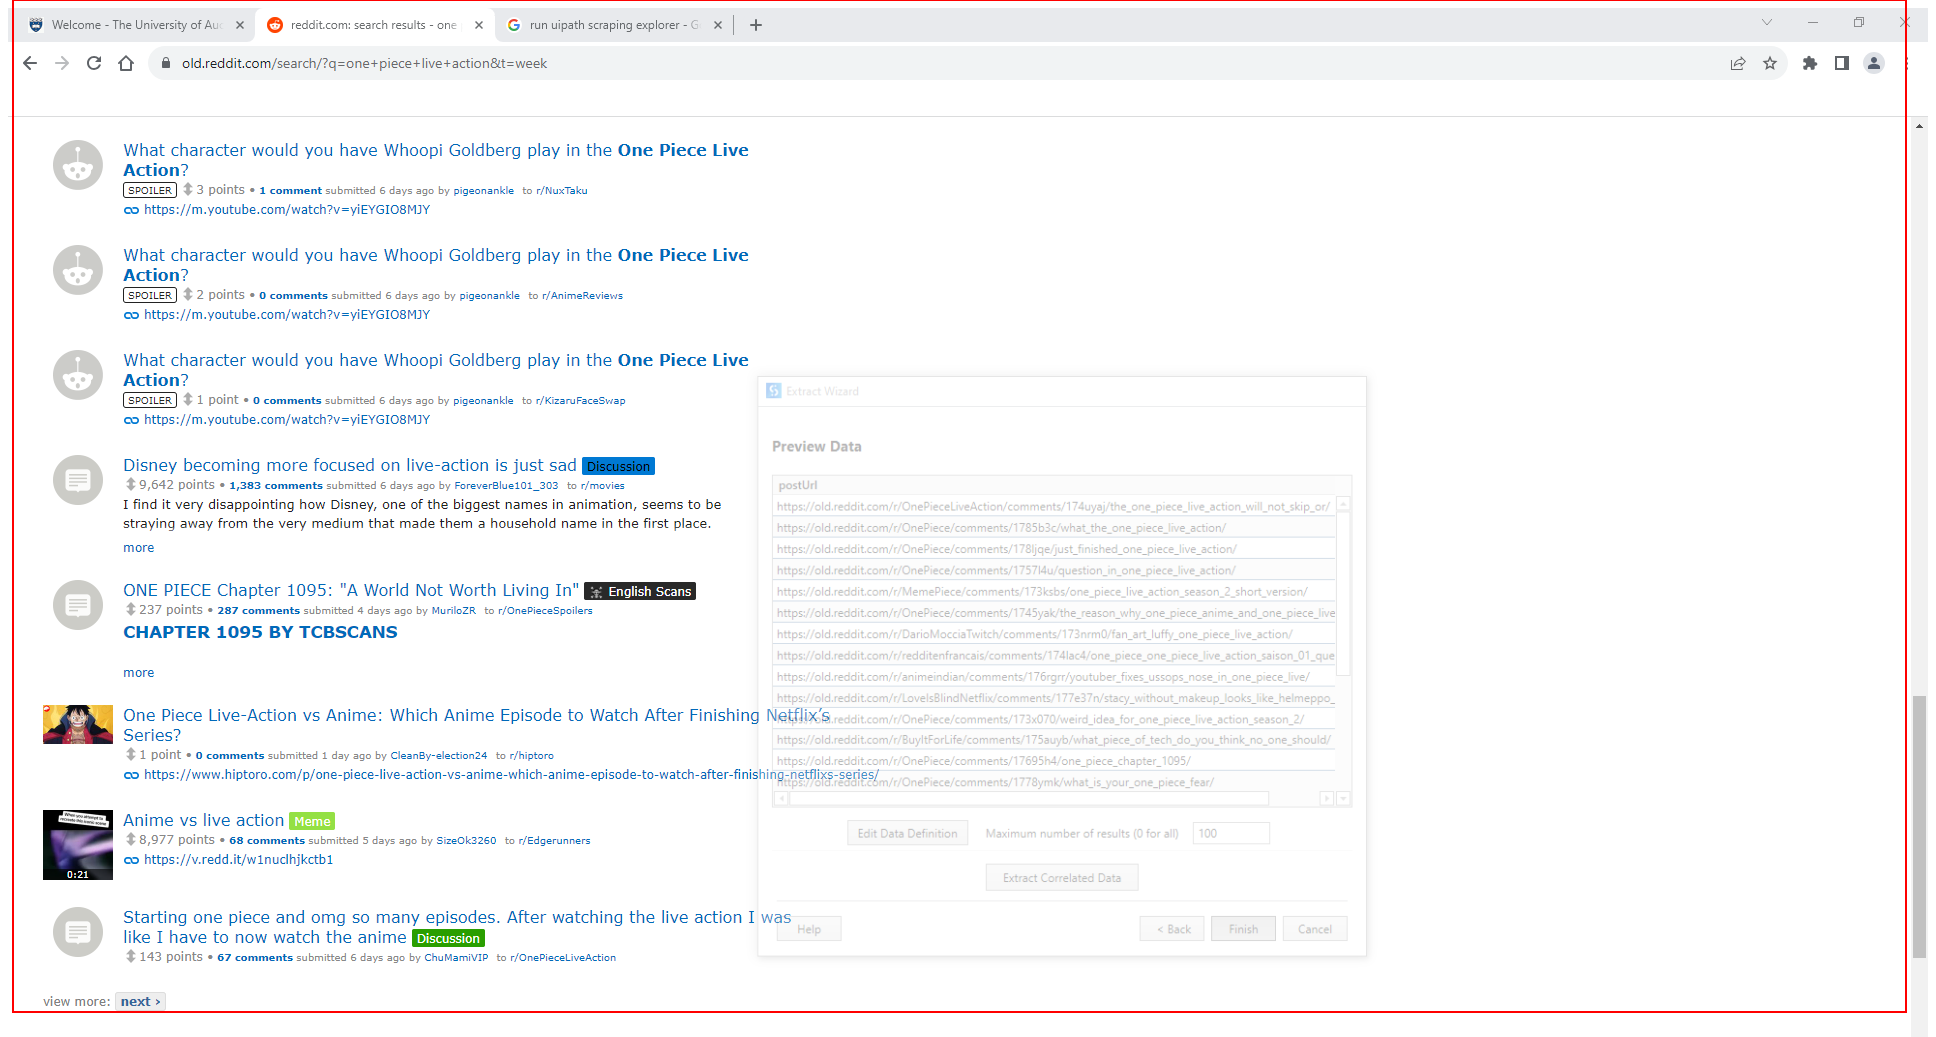 Welcome - The University of Auc
reddit.com: search results - one
run uipath scraping explorer - G
old.reddit.com/search/?q=one+piece+live+action&t=week
What character would you have Whoopi Goldberg play in the One Piece Live
Action?
SPOILER 3 points • 1 comment submitted 6 days ago by pigeonankle to r/NuxTaku
https://m.youtube.com/watch?v=yiEYGIO8MJY
What character would you have Whoopi Goldberg play in the One Piece Live
Action?
SPOILER 2 points • 0 comments submitted 6 days ago by pigeonankle to r/AnimeReviews
https://m.youtube.com/watch?v=yiEYGIO8MJY
What character would you have Whoopi Goldberg play in the One Piece Live
Action?
SPOILER 1 point • 0 comments submitted 6 days ago by pigeonankle to r/KizaruFaceSwap
https://m.youtube.com/watch?v=yiEYGIO8MJY
Disney becoming more focused on live-action is just sad Discussion
9,642 points • 1,383 comments submitted 6 days ago by ForeverBlue101_303 to r/movies
I find it very disappointing how Disney, one of the biggest names in animation, seems to be
straying away from the very medium that made them a household name in the first place.
more
ONE PIECE Chapter 1095: "A World Not Worth Living In" English Scans
237 points • 287 comments submitted 4 days ago by MuriloZR to r/OnePieceSpoilers
CHAPTER 1095 BY TCBSCANS
more
One Piece Live-Action vs Anime: Which Anime Episode to Watch After Finishing Netflix's
Series?
1 point • 0 comments submitted 1 day ago by CleanBy-election24 to r/hiptoro
https://www.hiptoro.com/p/one-piece-live-action-vs-anime-which-anime-episode-to-watch-after-finishing-netflixs-series/
When you attempt to
recreate this iconic scene
0:21
Anime vs live action Meme
8,977 points • 68 comments submitted 5 days ago by SizeOk3260 to r/Edgerunners
https://v.redd.it/w1nuclhjkctb1
Starting one piece and omg so many episodes. After watching the live action I was
like I have to now watch the anime Discussion
143 points • 67 comments submitted 6 days ago by ChuMamiVIP to r/OnePieceLiveAction
view more: next ›
Extract Wizard
Preview Data
postUrl
https://old.reddit.com/r/OnePieceLiveAction/comments/174uyaj/the_one_piece_live_action_will_not_skip_or/
https://old.reddit.com/r/OnePiece/comments/1785b3c/what_the_one_piece_live_action/
https://old.reddit.com/r/OnePiece/comments/178ljqe/just_finished_one_piece_live_action/
https://old.reddit.com/r/OnePiece/comments/1757l4u/question_in_one_piece_live_action/
https://old.reddit.com/r/MemePiece/comments/173ksbs/one_piece_live_action_season_2_short_version/
https://old.reddit.com/r/OnePiece/comments/1745yak/the_reason_why_one_piece_anime_and_one_piece_live
https://old.reddit.com/r/DarioMocciaTwitch/comments/173nrm0/fan_art_luffy_one_piece_live_action/
https://old.reddit.com/r/redditenfrancais/comments/174lac4/one_piece_one_piece_live_action_saison_01_que
https://old.reddit.com/r/animeindian/comments/176rgrr/youtuber_fixes_ussops_nose_in_one_piece_live/
https://old.reddit.com/r/LoveIsBlindNetflix/comments/177e37n/stacy_without_makeup_looks_like_helmeppo_
https://old.reddit.com/r/OnePiece/comments/173x070/weird_idea_for_one_piece_live_action_season_2/
https://old.reddit.com/r/BuyItForLife/comments/175auyb/what_piece_of_tech_do_you_think_no_one_should/
https://old.reddit.com/r/OnePiece/comments/17695h4/one_piece_chapter_1095/
https://old.reddit.com/r/OnePiece/comments/1778ymk/what_is_your_one_piece_fear/
Edit Data Definition Maximum number of results (0 for all) 100
Extract Correlated Data
Help < Back Finish Cancel